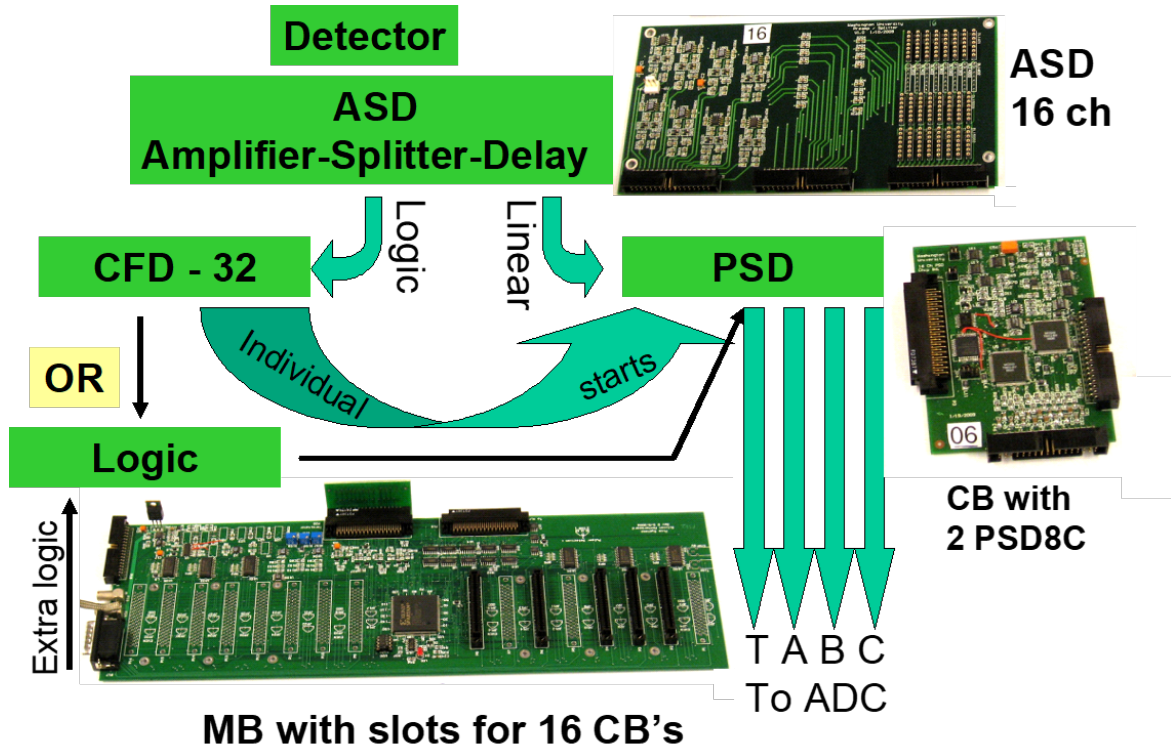 Detector
ASD
Amplifier-Splitter-Delay
16
ASD
16 ch
Logic
Linear
CFD - 32
PSD
Individual
starts
OR
Logic
06
CB with
2 PSD8C
Extra logic
T A B C
To ADC
MB with slots for 16 CB's